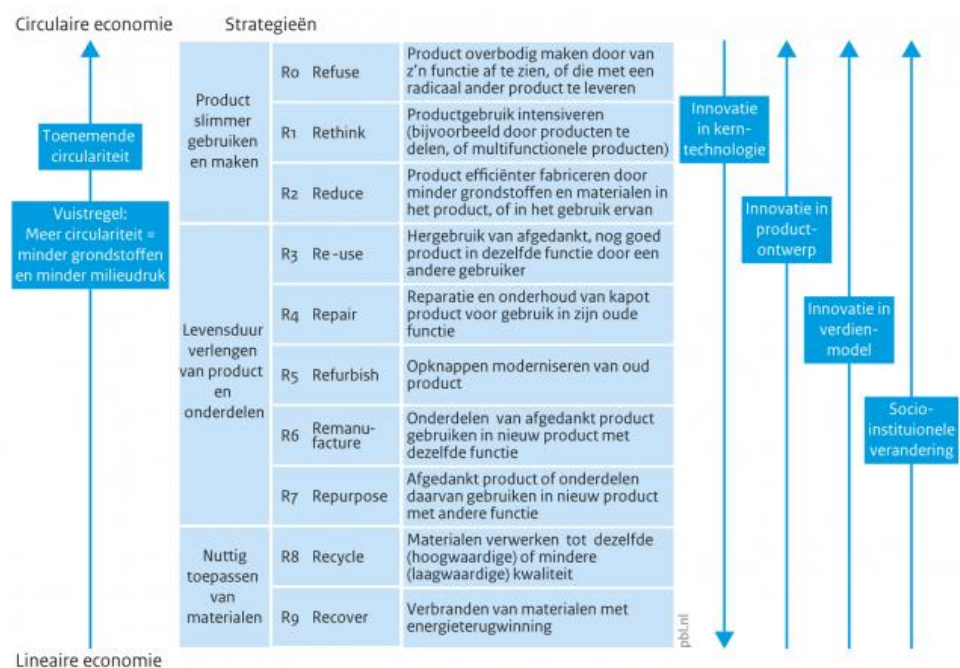 Circulaire economie
Strategieën
Toenemende
circulariteit
Vuistregel:
Meer circulariteit =
minder grondstoffen
en minder milieudruk
Lineaire economie
Product
slimmer
gebruiken
en maken
R0 Refuse
Product overbodig maken door van
z'n functie af te zien, of die met een
radicaal ander product te leveren
R1 Rethink
Productgebruik intensiveren
(bijvoorbeeld door producten te
delen, of multifunctionele producten)
R2 Reduce
Product efficiënter fabriceren door
minder grondstoffen en materialen in
het product, of in het gebruik ervan
Levensduur
verlengen
van product
en
onderdelen
R3 Re-use
Hergebruik van afgedankt, nog goed
product in dezelfde functie door een
andere gebruiker
R4 Repair
Reparatie en onderhoud van kapot
product voor gebruik in zijn oude
functie
R5 Refurbish
Opknappen moderniseren van oud
product
R6 Remanu-
facture
Onderdelen van afgedankt product
gebruiken in nieuw product met
dezelfde functie
R7 Repurpose
Afgedankt product of onderdelen
daarvan gebruiken in nieuw product
met andere functie
Nuttig
toepassen
van
materialen
R8 Recycle
Materialen verwerken tot dezelfde
(hoogwaardige) of mindere
(laagwaardige) kwaliteit
R9 Recover
Verbranden van materialen met
energieterugwinning
pbl.nl
Innovatie
in kern-
technologie
Innovatie in
product-
ontwerp
Innovatie in
verdien-
model
Socio-
instituionele
verandering